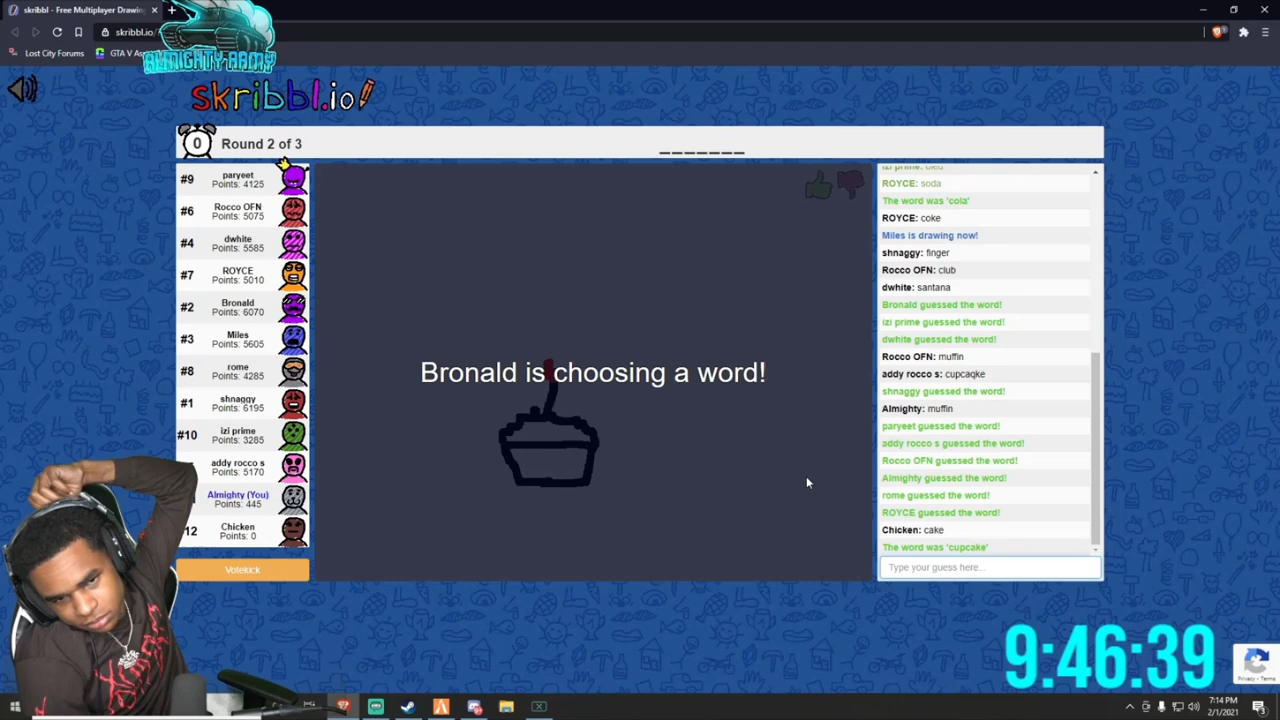 skribbl - Free Multiplayer Drawin
skribbl.io/
Lost City Forums
GTA V As
ALMIGHTY ARMY
skribbl.io
0
Round 2 of 3
_______
#9
paryeet
Points: 4125
#6
Rocco OFN
Points: 5075
#4
dwhite
Points: 5585
#7
ROYCE
Points: 5010
#2
Bronald
Points: 6070
#3
Miles
Points: 5605
#8
rome
Points: 4285
#1
shnaggy
Points: 6195
#10
izi prime
Points: 3285
addy rocco s
Points: 5170
Almighty (You)
Points: 445
12
Chicken
Points: 0
Votekick
Bronald is choosing a word!
ROYCE: soda
The word was 'cola'
ROYCE: coke
Miles is drawing now!
shnaggy: finger
Rocco OFN: club
dwhite: santana
Bronald guessed the word!
izi prime guessed the word!
dwhite guessed the word!
Rocco OFN: muffin
addy rocco s: cupcaqke
shnaggy guessed the word!
Almighty: muffin
paryeet guessed the word!
addy rocco s guessed the word!
Rocco OFN guessed the word!
Almighty guessed the word!
rome guessed the word!
ROYCE guessed the word!
Chicken: cake
The word was 'cupcake'
Type your guess here...
9:46:39
Privacy - Terms
7:14 PM
2/1/2021